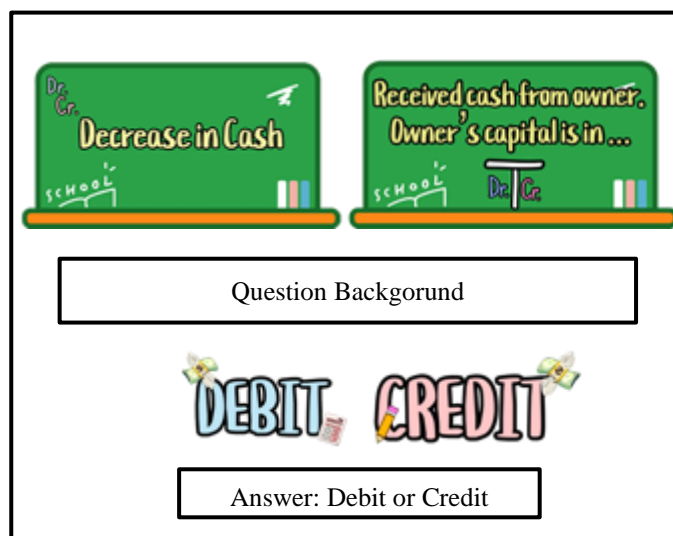 Dr.
Cr.
Decrease in Cash
SCHOOL
Received cash from owner.
Owner's capital is in ...
SCHOOL
Dr. Cr.
Question Backgorund
DEBIT
CREDIT
Answer: Debit or Credit